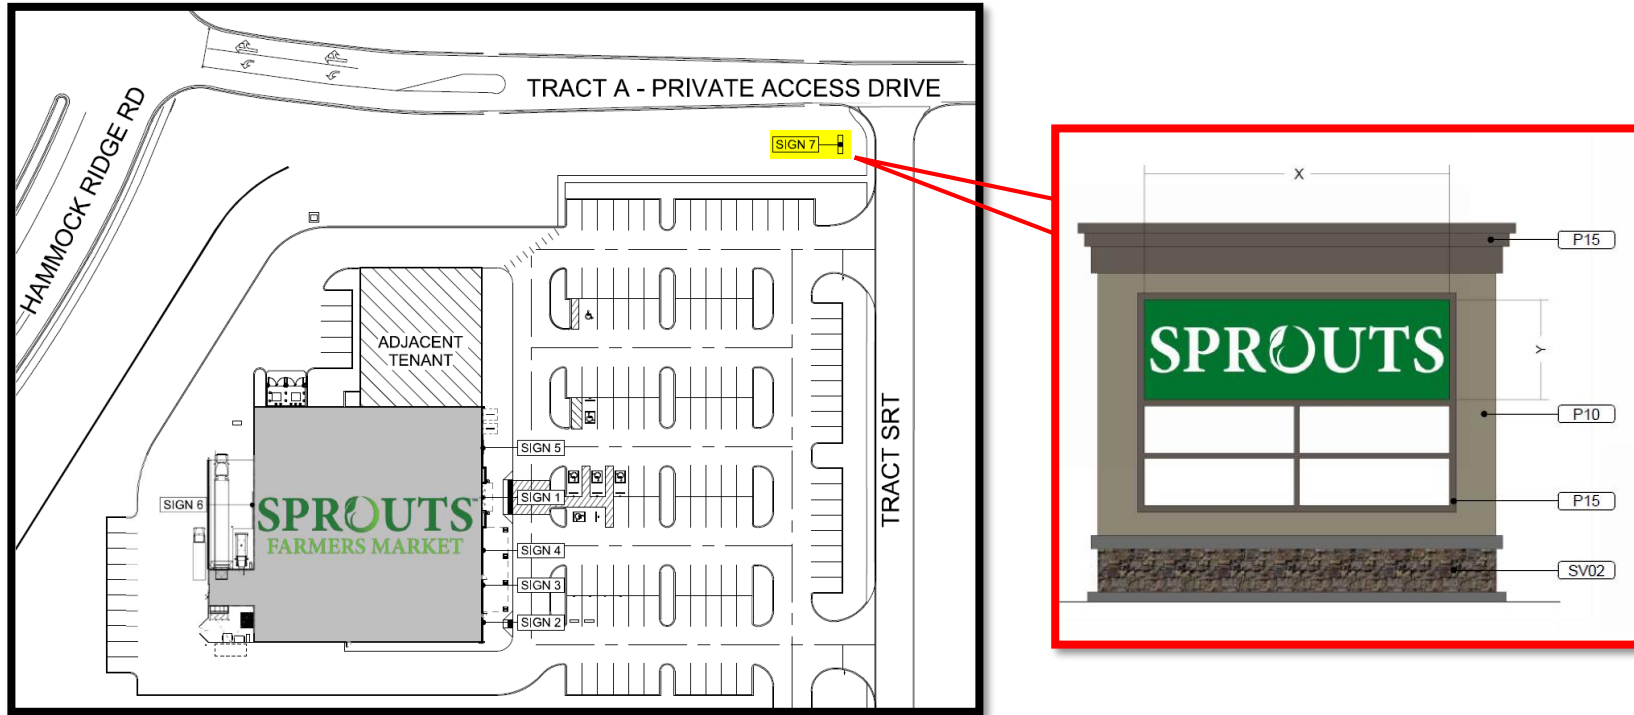 TRACT A - PRIVATE ACCESS DRIVE
HAMMOCK RIDGE RD
SIGN 7
ADJACENT
TENANT
TRACT SRT
SIGN 5
SIGN 1
SIGN 6
SPROUTS
FARMERS MARKET
SIGN 4
SIGN 3
SIGN 2
X
P15
SPROUTS
Y
P10
P15
SV02